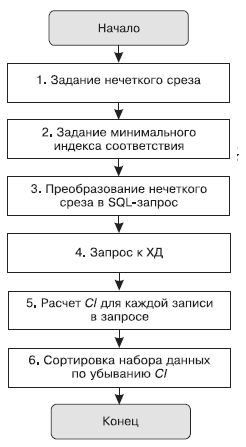 Начало
1. Задание нечеткого среза
2. Задание минимального
индекса соответствия
3. Преобразование нечеткого
среза в SQL-запрос
4. Запрос к ХД
5. Расчет CI для каждой записи
в запросе
6. Сортировка набора данных
по убыванию CI
Конец